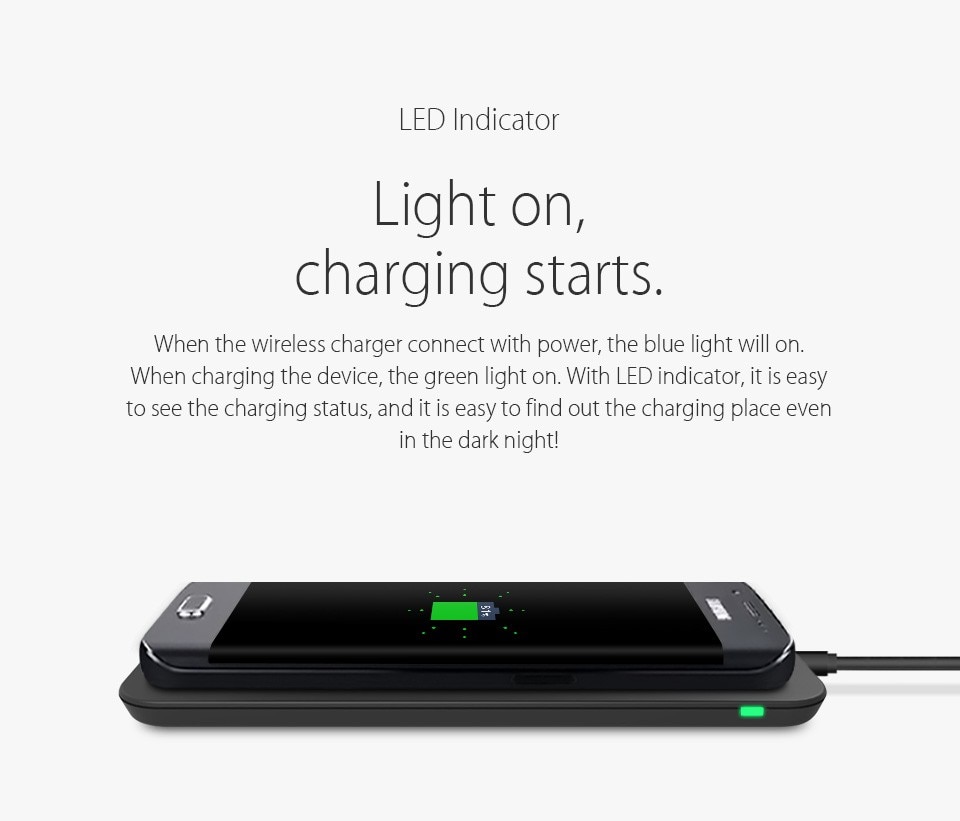 LED Indicator
Light on,
charging starts.
When the wireless charger connect with power, the blue light will on.
When charging the device, the green light on. With LED indicator, it is easy
to see the charging status, and it is easy to find out the charging place even
in the dark night!